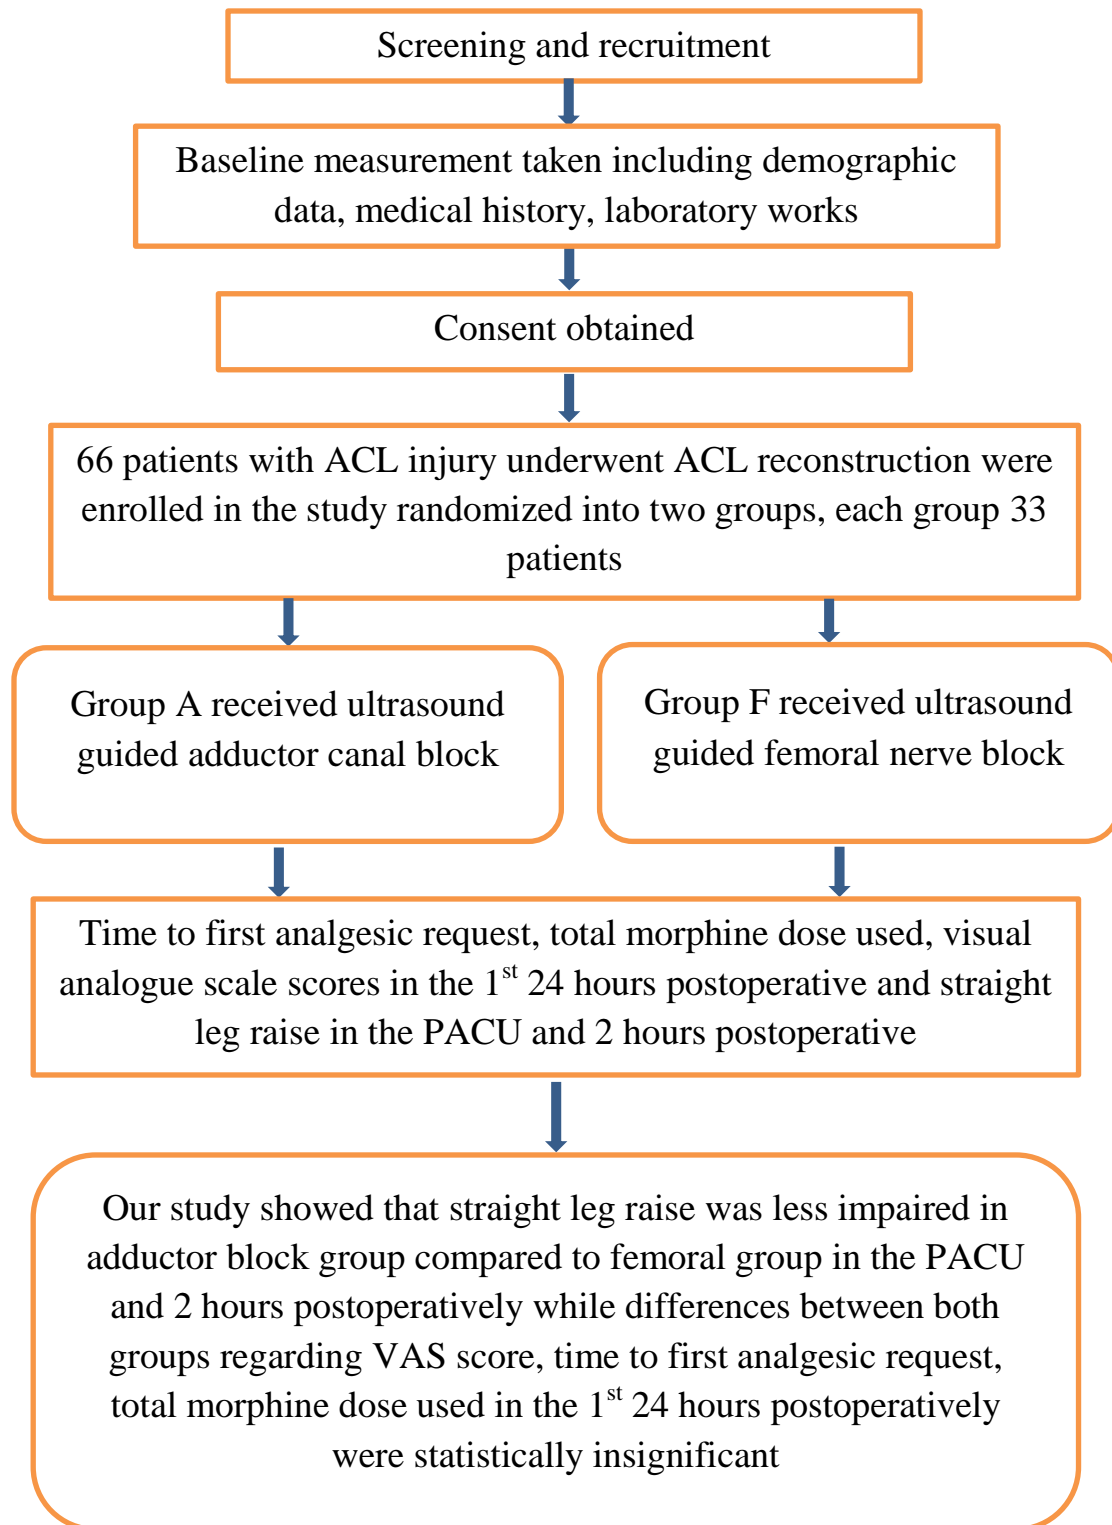 Screening and recruitment
Baseline measurement taken including demographic
data, medical history, laboratory works
Consent obtained
66 patients with ACL injury underwent ACL reconstruction were
enrolled in the study randomized into two groups, each group 33
patients
Group A received ultrasound
guided adductor canal block
Group F received ultrasound
guided femoral nerve block
Time to first analgesic request, total morphine dose used, visual
analogue scale scores in the 1st 24 hours postoperative and straight
leg raise in the PACU and 2 hours postoperative
Our study showed that straight leg raise was less impaired in
adductor block group compared to femoral group in the PACU
and 2 hours postoperatively while differences between both
groups regarding VAS score, time to first analgesic request,
total morphine dose used in the 1st 24 hours postoperatively
were statistically insignificant